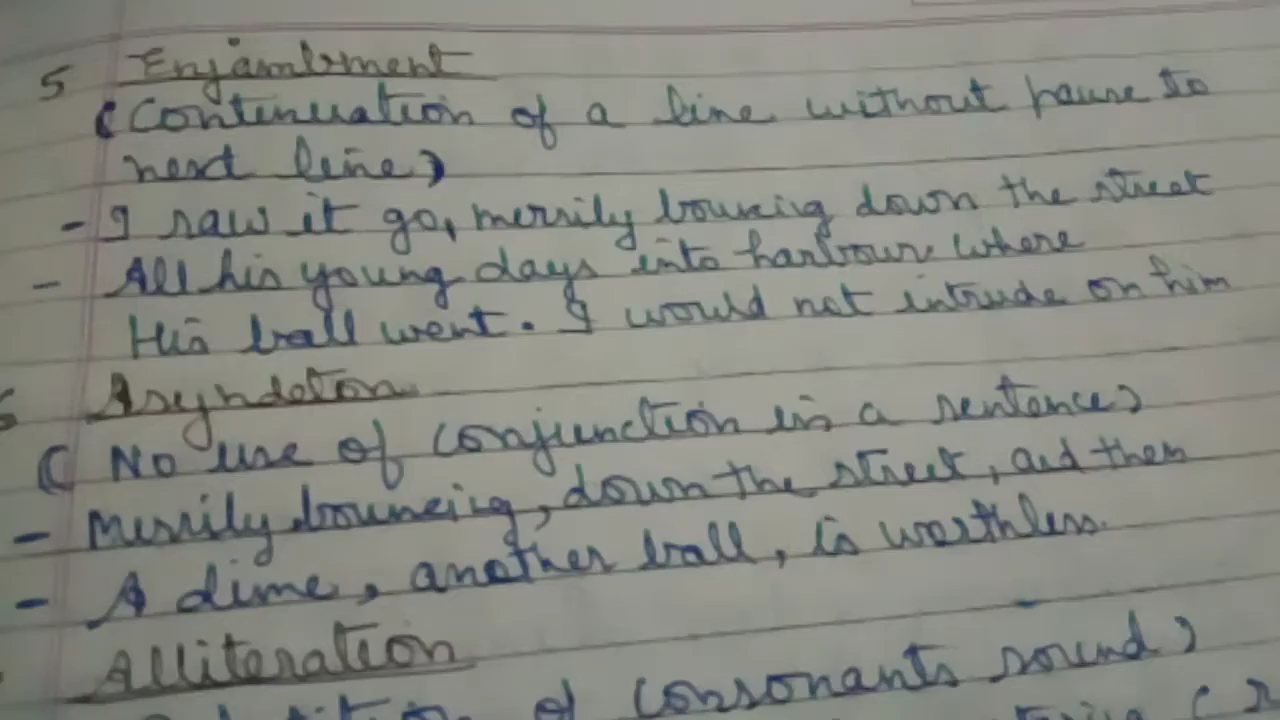 5 Enjambment
(Continuation of a line without pause to
next line)
- I saw it go, merrily bouncing down the street
- All his young days into harbour where
His ball went. I would not intrude on him
6 Asyndeton
( No use of conjunction in a sentence)
- Merrily bouncing, down the street, and then
- A dime, another ball, is worthless.
Alliteration
of consonants sound)